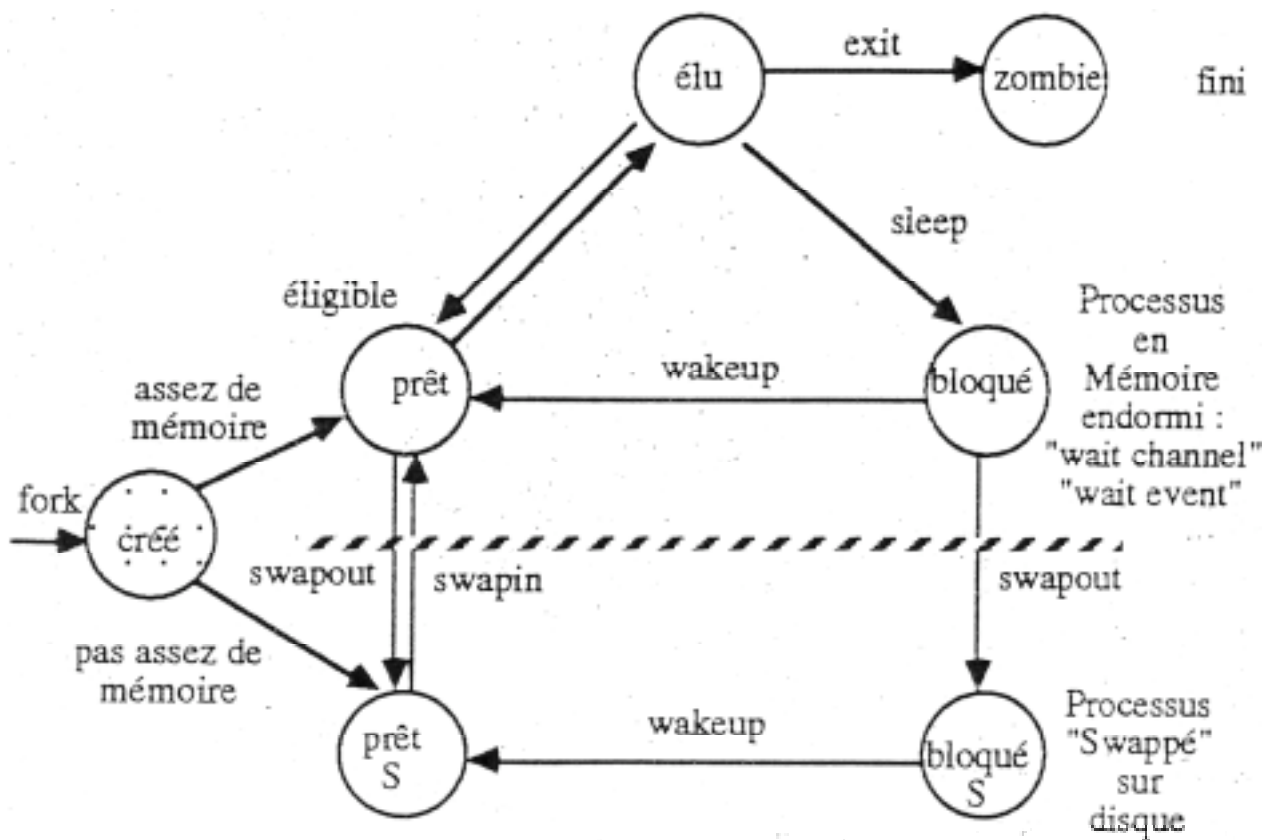 exit
élu
zombie
fini
sleep
éligible
prêt
wakeup
bloqué
Processus
en
Mémoire
endormi :
"wait channel"
"wait event"
assez de
mémoire
fork
créé
swapout
swapin
swapout
pas assez de
mémoire
prêt
S
wakeup
bloqué
S
Processus
"Swappé"
sur
disque